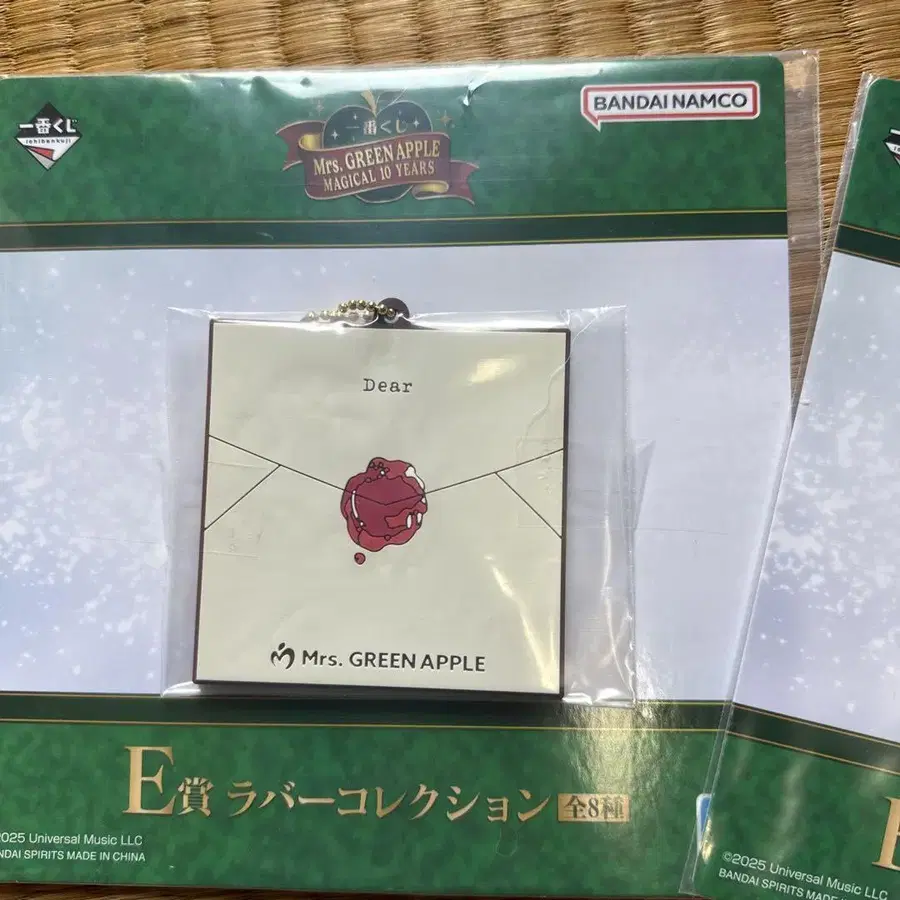 一番くじ
ichibankuji
一番くじ
Mrs. GREEN APPLE
MAGICAL 10 YEARS
BANDAI NAMCO
Dear
Mrs. GREEN APPLE
E賞 ラバーコレクション 全8種
2025 Universal Music LLC
ANDAI SPIRITS MADE IN CHINA
©2025 Universal Music LLC
BANDAI SPIRITS MADE IN
E